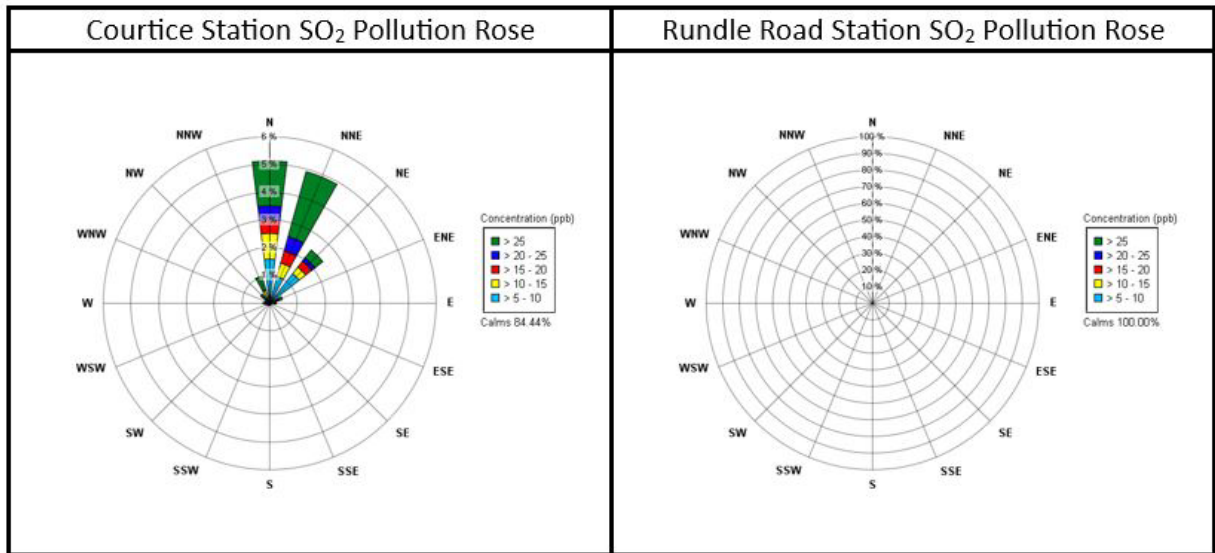 Courtice Station SO₂ Pollution Rose
N
NNE
NE
ENE
E
ESE
SE
SSE
S
SSW
SW
WSW
W
WNW
NW
NNW
6 %
5 %
4 %
3 %
2 %
1 %
Concentration (ppb)
> 25
> 20 - 25
> 15 - 20
> 10 - 15
> 5 - 10
Calms 84.44%
Rundle Road Station SO₂ Pollution Rose
N
NNE
NE
ENE
E
ESE
SE
SSE
S
SSW
SW
WSW
W
WNW
NW
NNW
100 %
90 %
80 %
70 %
60 %
50 %
40 %
30 %
20 %
10 %
Concentration (ppb)
> 25
> 20 - 25
> 15 - 20
> 10 - 15
> 5 - 10
Calms 100.00%